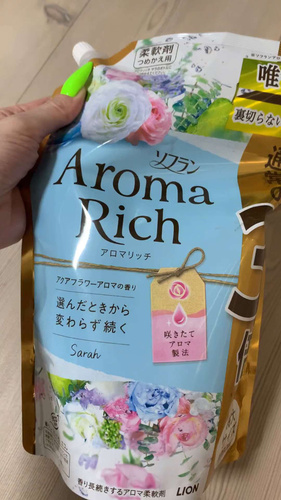 柔軟剤
つめかえ用
唯
裏切らない
ソフラン
Aroma
Rich
アロマリッチ
アクアフラワーアロマの香り
選んだときから
変わらず続く
Sarah
咲きたて
アロマ
製法
香り長続きするアロマ柔軟剤
LION